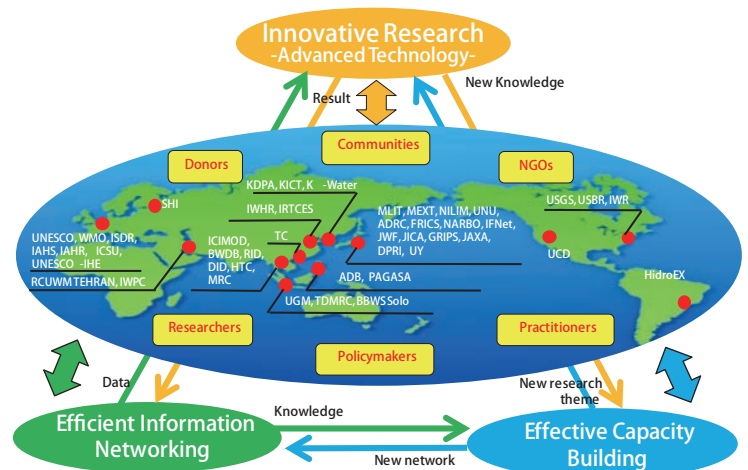 Innovative Research
-Advanced Technology-
Result
New Knowledge
Communities
Donors
NGOs
KDPA, KICT, K -Water
SHI
IWHR, IRTCES
USGS, USBR, IWR
MLIT, MEXT, NILIM, UNU,
ADRC, FRICS, NARBO, IFNet,
JWF, JICA, GRIPS, JAXA,
DPRI, UY
TC
UNESCO, WMO, ISDR,
IAHS, IAHR, ICSU,
UNESCO -IHE
ICIMOD,
BWDB, RID,
DID, HTC,
MRC
UCD
RCUWM TEHRAN, IWPC
ADB, PAGASA
HidroEX
UGM, TDMRC, BBWS Solo
Researchers
Policymakers
Practitioners
Data
New research
theme
Efficient Information
Networking
Knowledge
New network
Effective Capacity
Building